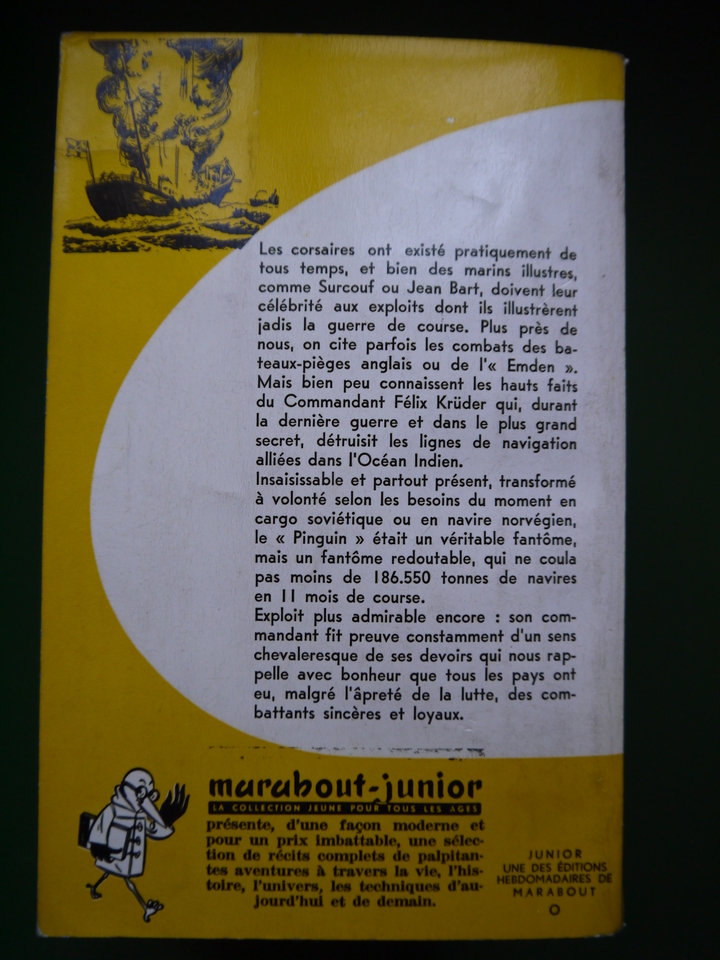 Les corsaires ont existé pratiquement de
tous temps, et bien des marins illustres,
comme Surcouf ou Jean Bart, doivent leur
célébrité aux exploits dont ils illustrèrent
jadis la guerre de course. Plus près de
nous, on cite parfois les combats des ba-
teaux-pièges anglais ou de l'« Emden ».
Mais bien peu connaissent les hauts faits
du Commandant Félix Krüder qui, durant
la dernière guerre et dans le plus grand
secret, détruisit les lignes de navigation
alliées dans l'Océan Indien.
Insaisissable et partout présent, transformé
à volonté selon les besoins du moment en
cargo soviétique ou en navire norvégien,
le « Pinguin » était un véritable fantôme,
mais un fantôme redoutable, qui ne coula
pas moins de 186.550 tonnes de navires
en 11 mois de course.
Exploit plus admirable encore : son com-
mandant fit preuve constamment d'un sens
chevaleresque de ses devoirs qui nous rap-
pelle avec bonheur que tous les pays ont
eu, malgré l'âpreté de la lutte, des com-
battants sincères et loyaux.
marabout-junior
LA COLLECTION JEUNE POUR TOUS LES AGES
présente, d'une façon moderne et
pour un prix imbattable, une sélec-
tion de récits complets de palpitan-
tes aventures à travers la vie, l'his-
toire, l'univers, les techniques d'au-
jourd'hui et de demain.
JUNIOR
UNE DES ÉDITIONS
HEBDOMADAIRES DE
MARABOUT
O